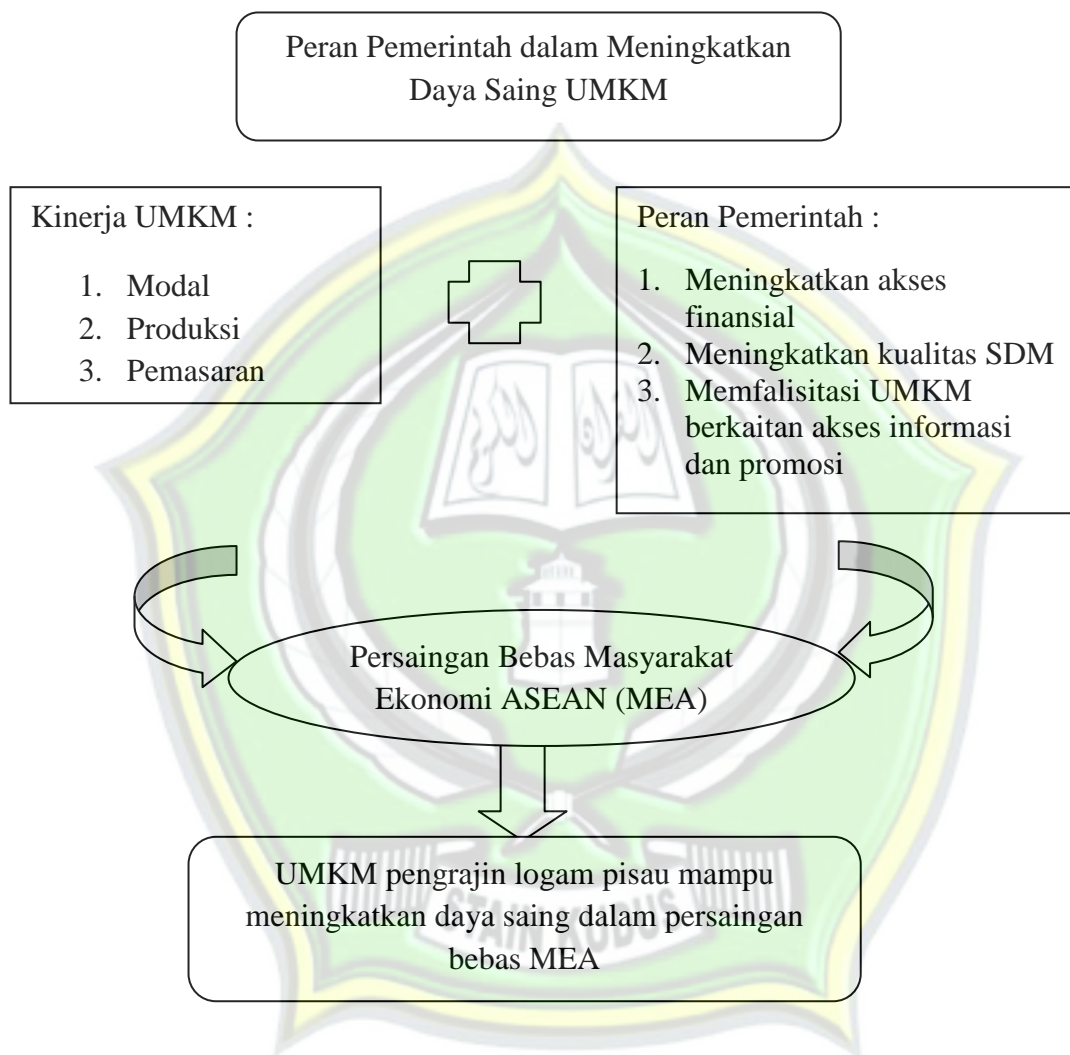 Peran Pemerintah dalam Meningkatkan
Daya Saing UMKM
Kinerja UMKM :
1. Modal
2. Produksi
3. Pemasaran
Peran Pemerintah :
1. Meningkatkan akses
finansial
2. Meningkatkan kualitas SDM
3. Memfalisitasi UMKM
berkaitan akses informasi
dan promosi
Persaingan Bebas Masyarakat
Ekonomi ASEAN (MEA)
UMKM pengrajin logam pisau mampu
meningkatkan daya saing dalam persaingan
bebas MEA
STAIN KUDUS